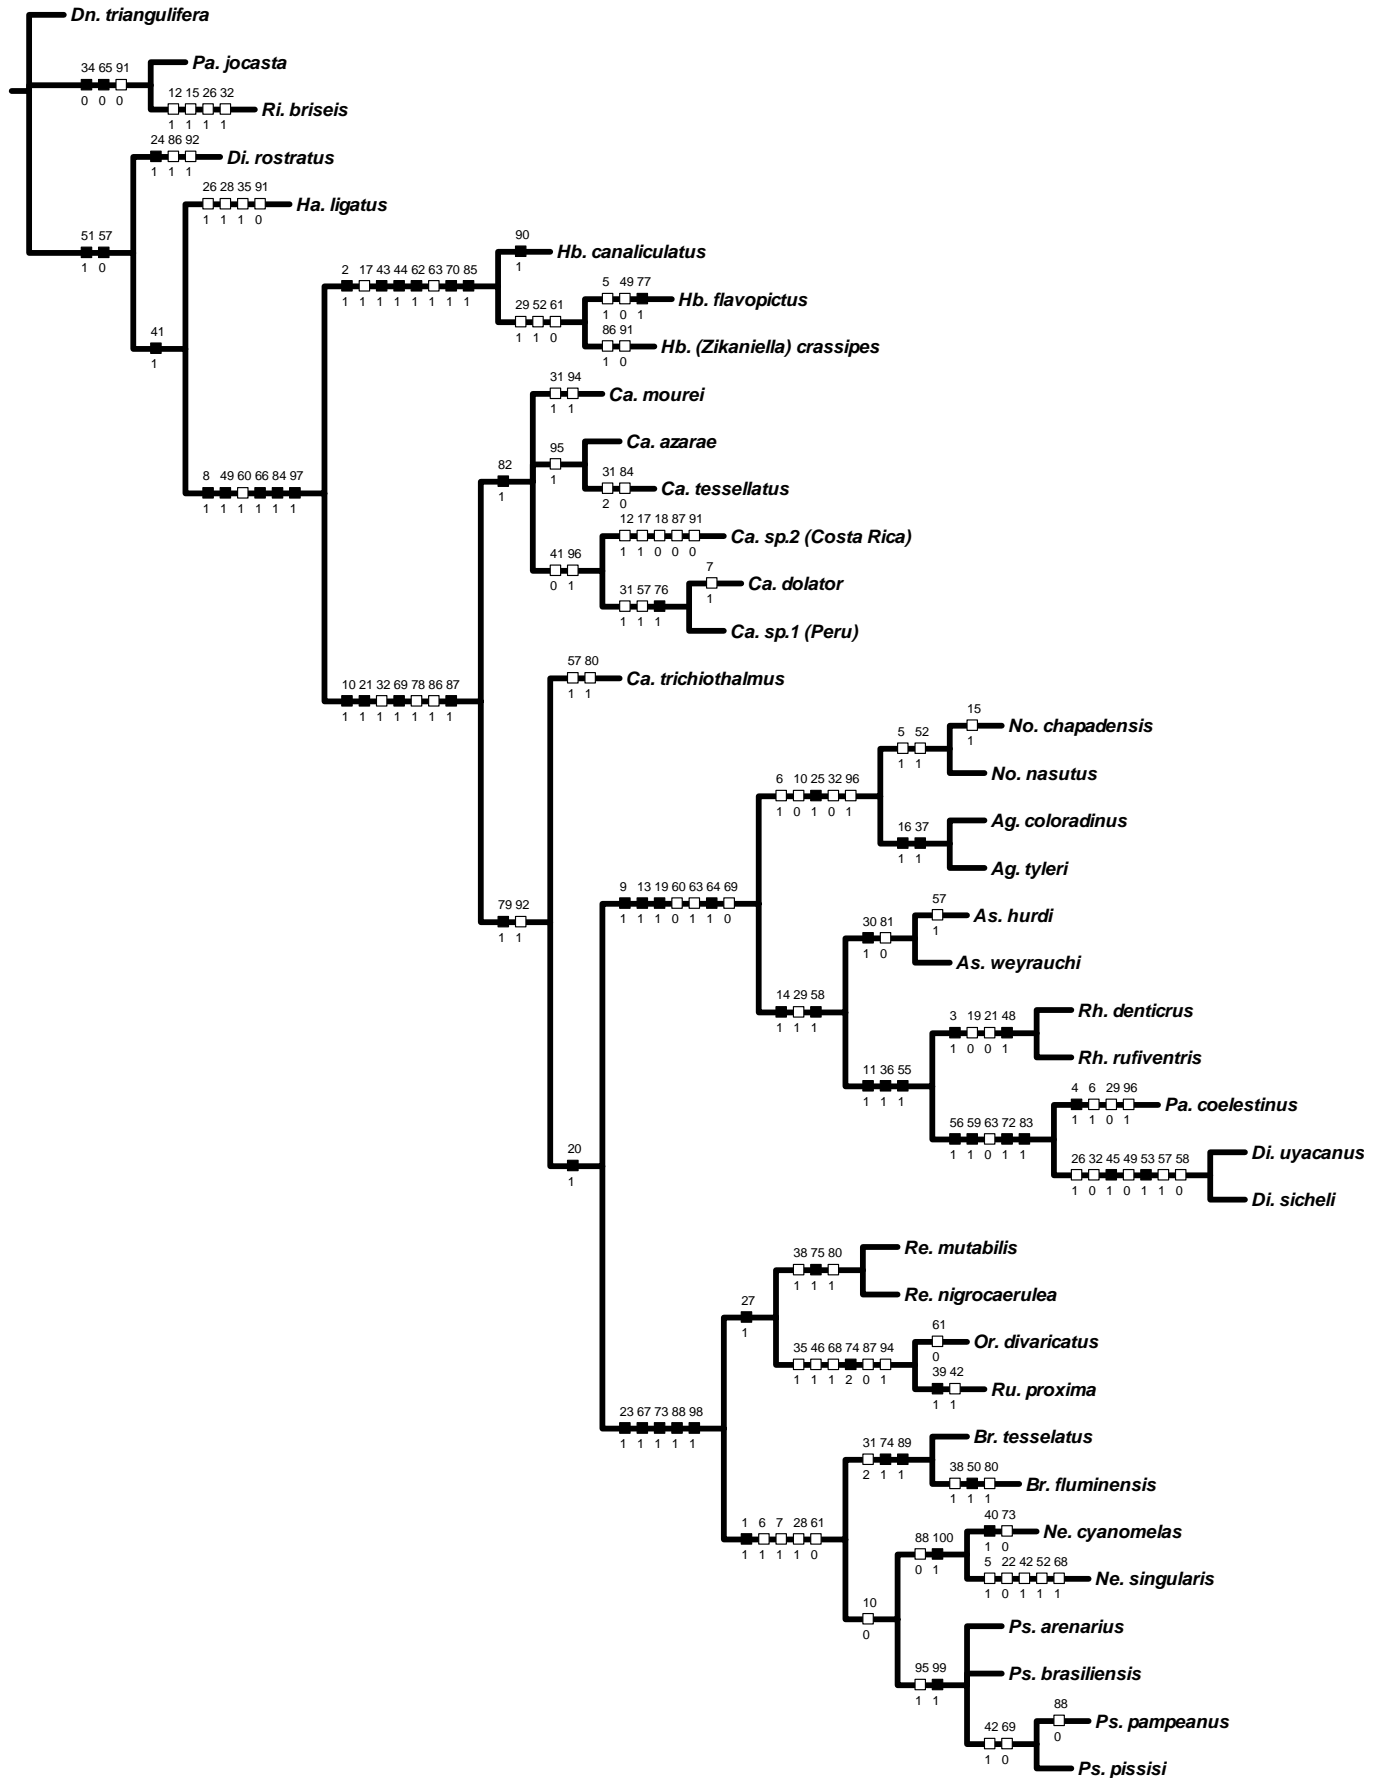 Dn. triangulifera
Pa. jocasta
34 65 91
0 0 0
12 15 26 32
Ri. briseis
1 1 1 1
24 86 92
Di. rostratus
1 1 1
26 28 35 91
Ha. ligatus
1 1 1 0
51 57
1 0
90
Hb. canaliculatus
1
2 17 43 44 62 63 70 85
1 1 1 1 1 1 1 1
5 49 77
Hb. flavopictus
1 0 1
29 52 61
1 1 0
86 91
Hb. (Zikaniella) crassipes
1 0
41
1
31 94
Ca. mourei
1 1
95
Ca. azarae
1
82
1
31 84
Ca. tessellatus
2 0
8 49 60 66 84 97
1 1 1 1 1 1
12 17 18 87 91
Ca. sp.2 (Costa Rica)
1 1 0 0 0
41 96
0 1
7
Ca. dolator
1
31 57 76
1 1 1
Ca. sp.1 (Peru)
57 80
Ca. trichiothalmus
1 1
10 21 32 69 78 86 87
1 1 1 1 1 1 1
15
No. chapadensis
1
5 52
1 1
No. nasutus
6 10 25 32 96
1 0 1 0 1
Ag. coloradinus
16 37
1 1
Ag. tyleri
9 13 19 60 63 64 69
1 1 1 0 1 1 0
57
As. hurdi
1
79 92
1 1
30 81
1 0
As. weyrauchi
14 29 58
1 1 1
Rh. denticrus
3 19 21 48
1 0 0 1
Rh. rufiventris
11 36 55
1 1 1
4 6 29 96
Pa. coelestinus
1 1 0 1
56 59 63 72 83
1 1 0 1 1
Di. uyacanus
26 32 45 49 53 57 58
1 0 1 0 1 1 0
Di. sicheli
20
1
Re. mutabilis
38 75 80
1 1 1
Re. nigrocaerulea
27
1
61
Or. divaricatus
0
35 46 68 74 87 94
1 1 1 2 0 1
39 42
Ru. proxima
1 1
23 67 73 88 98
1 1 1 1 1
Br. tesselatus
31 74 89
2 1 1
38 50 80
Br. fluminensis
1 1 1
1 6 7 28 61
1 1 1 1 0
40 73
Ne. cyanomelas
1 0
88 100
0 1
5 22 42 52 68
Ne. singularis
1 0 1 1 1
10
0
Ps. arenarius
95 99
1 1
Ps. brasiliensis
88
Ps. pampeanus
0
42 69
1 0
Ps. pissisi